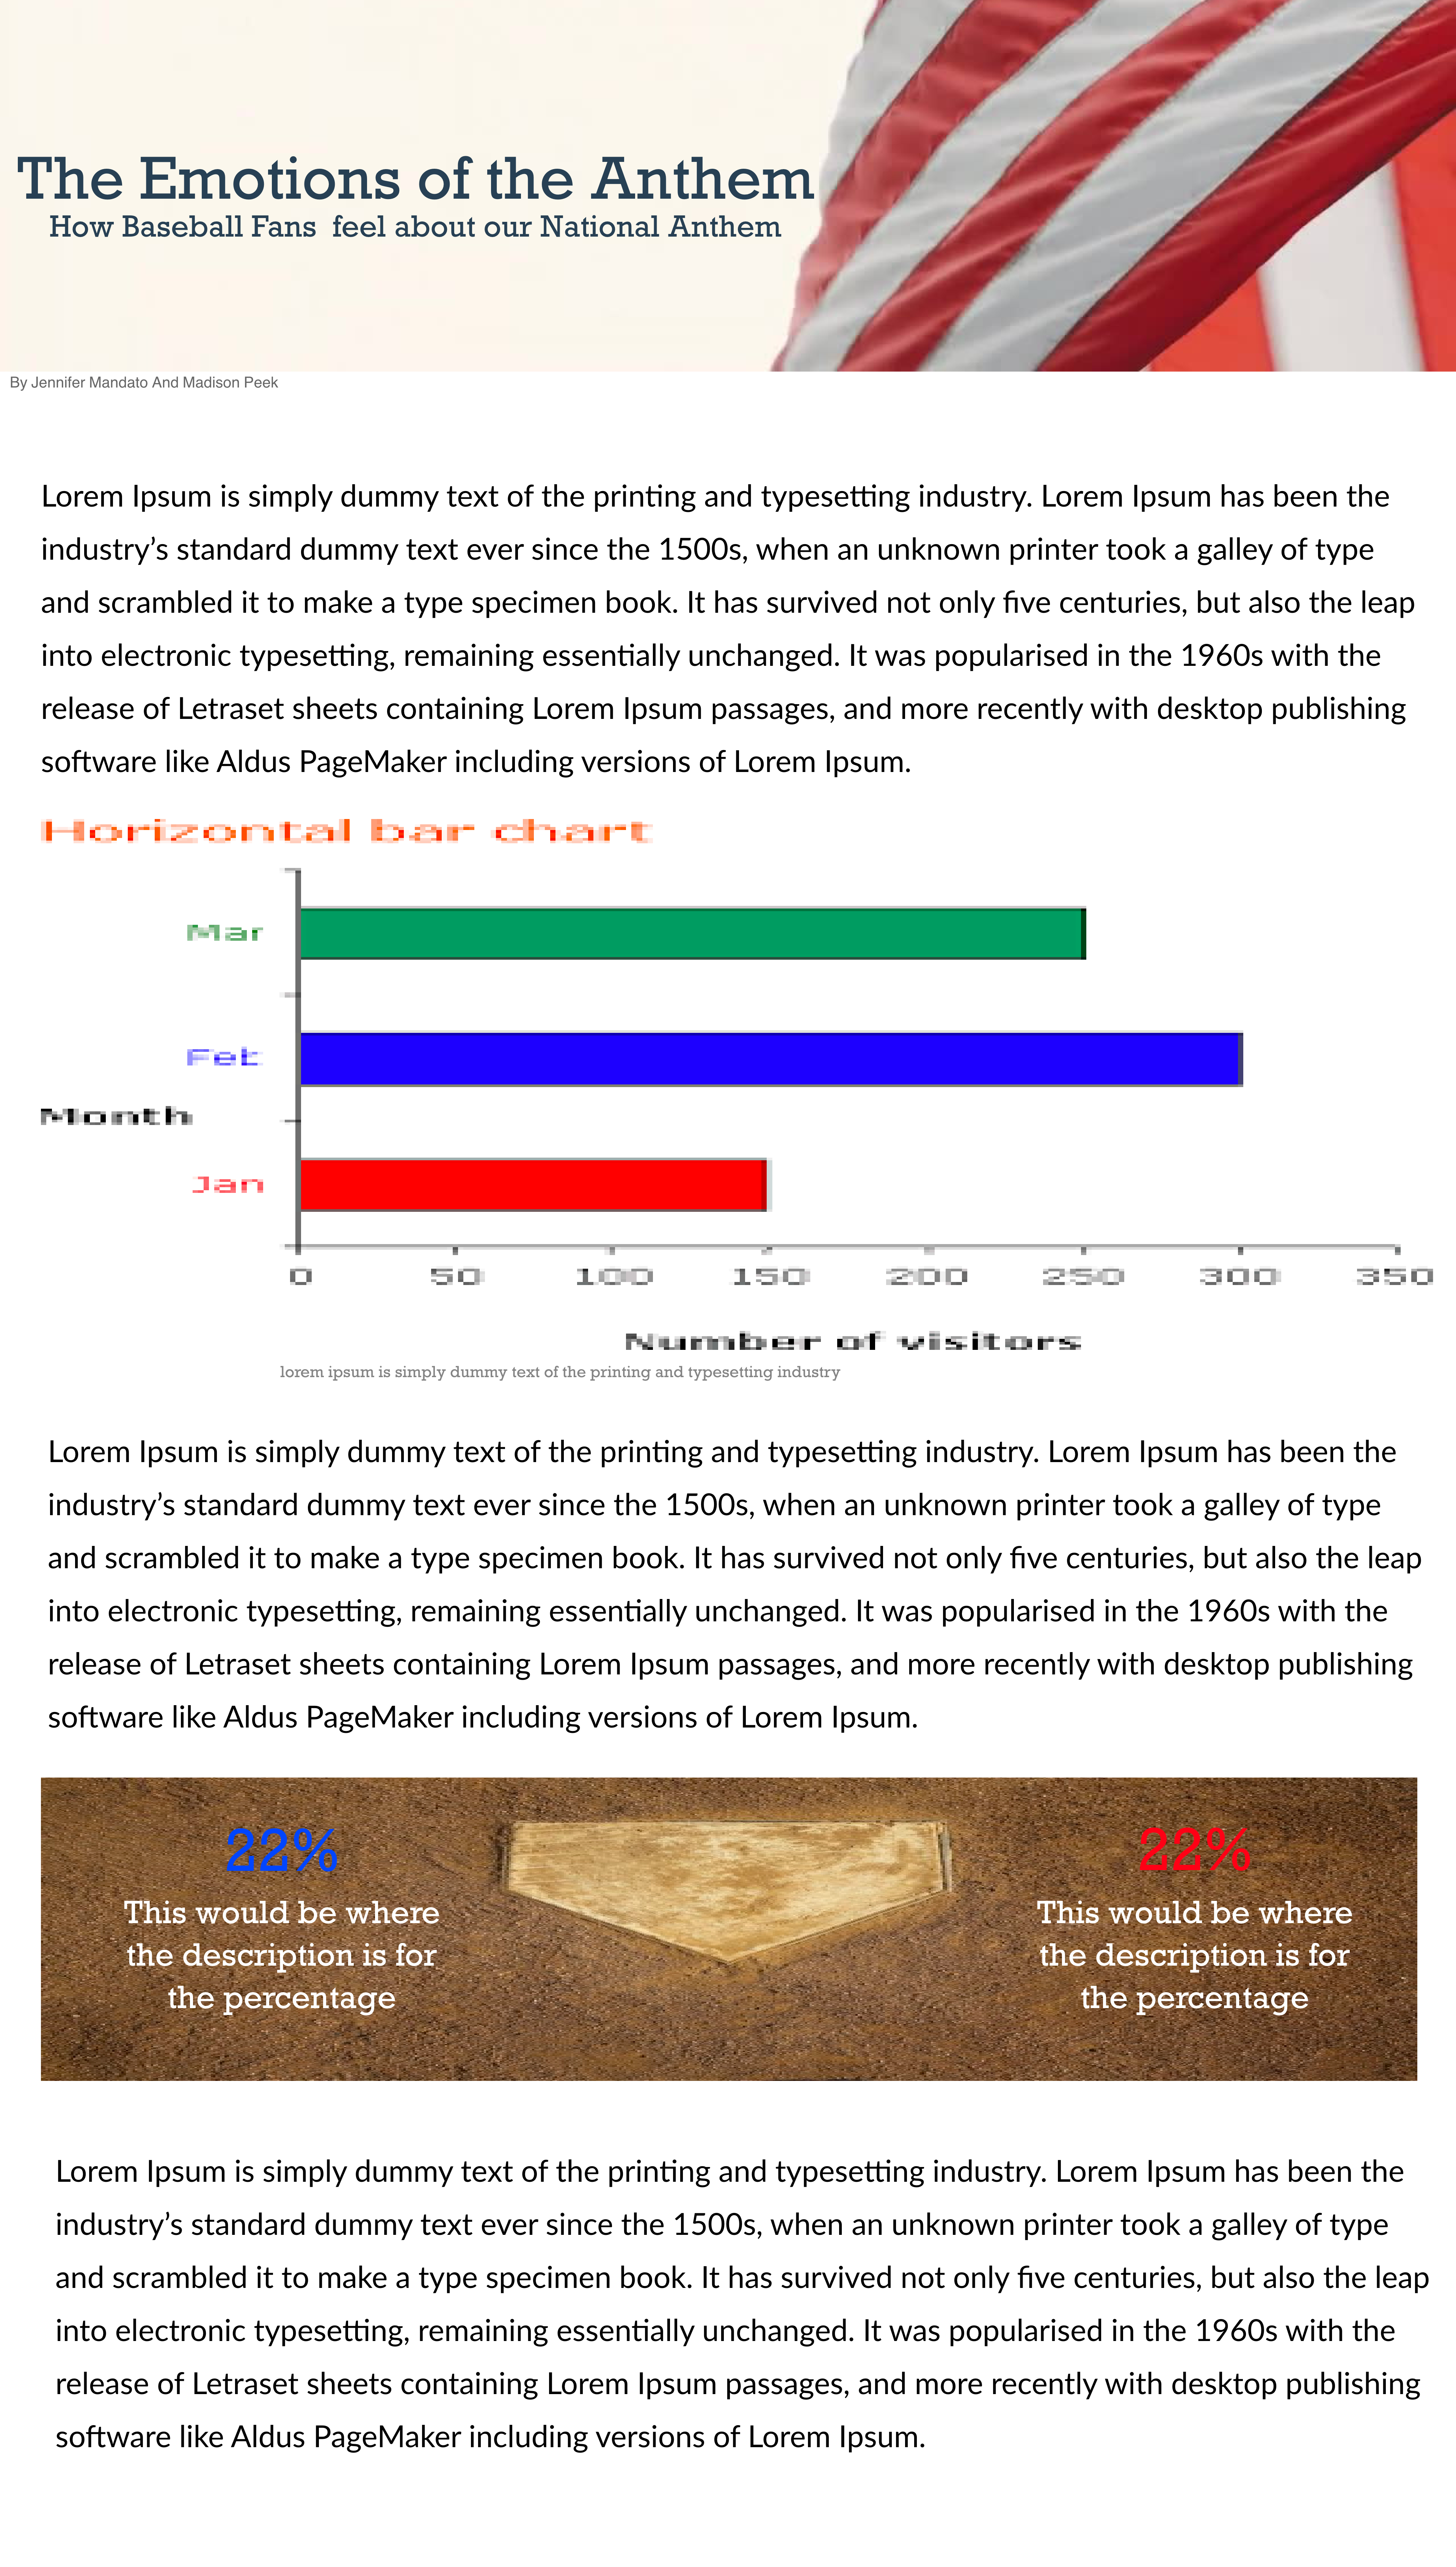 The Emotions of the Anthem
How Baseball Fans  feel about our National Anthem
By Jennifer Mandato And Madison Peek
Lorem Ipsum is simply dummy text of the printing and typesetting industry. Lorem Ipsum has been the
industry’s standard dummy text ever since the 1500s, when an unknown printer took a galley of type
and scrambled it to make a type specimen book. It has survived not only five centuries, but also the leap
into electronic typesetting, remaining essentially unchanged. It was popularised in the 1960s with the
release of Letraset sheets containing Lorem Ipsum passages, and more recently with desktop publishing
software like Aldus PageMaker including versions of Lorem Ipsum.
Horizontal bar chart
Mar
Feb
Month
Jan
0 50 100 150 200 250 300 350
Number of visitors
lorem ipsum is simply dummy text of the printing and typesetting industry
Lorem Ipsum is simply dummy text of the printing and typesetting industry. Lorem Ipsum has been the
industry’s standard dummy text ever since the 1500s, when an unknown printer took a galley of type
and scrambled it to make a type specimen book. It has survived not only five centuries, but also the leap
into electronic typesetting, remaining essentially unchanged. It was popularised in the 1960s with the
release of Letraset sheets containing Lorem Ipsum passages, and more recently with desktop publishing
software like Aldus PageMaker including versions of Lorem Ipsum.
22%
This would be where
the description is for
the percentage
22%
This would be where
the description is for
the percentage
Lorem Ipsum is simply dummy text of the printing and typesetting industry. Lorem Ipsum has been the
industry’s standard dummy text ever since the 1500s, when an unknown printer took a galley of type
and scrambled it to make a type specimen book. It has survived not only five centuries, but also the leap
into electronic typesetting, remaining essentially unchanged. It was popularised in the 1960s with the
release of Letraset sheets containing Lorem Ipsum passages, and more recently with desktop publishing
software like Aldus PageMaker including versions of Lorem Ipsum.